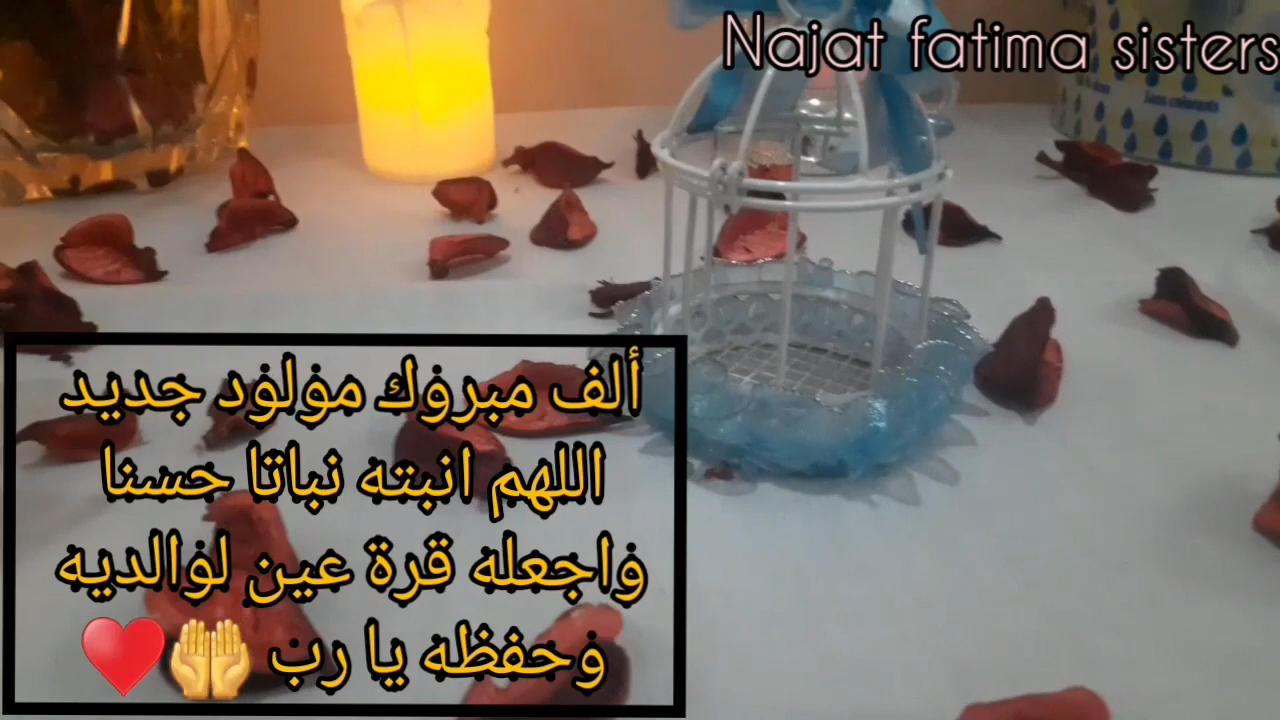 Najat fatima sisters
ألف مبروك مولود جديد
اللهم انبته نباتا حسنا
واجعله قرة عين لوالديه
وحفظه يا رب 🤲♥️